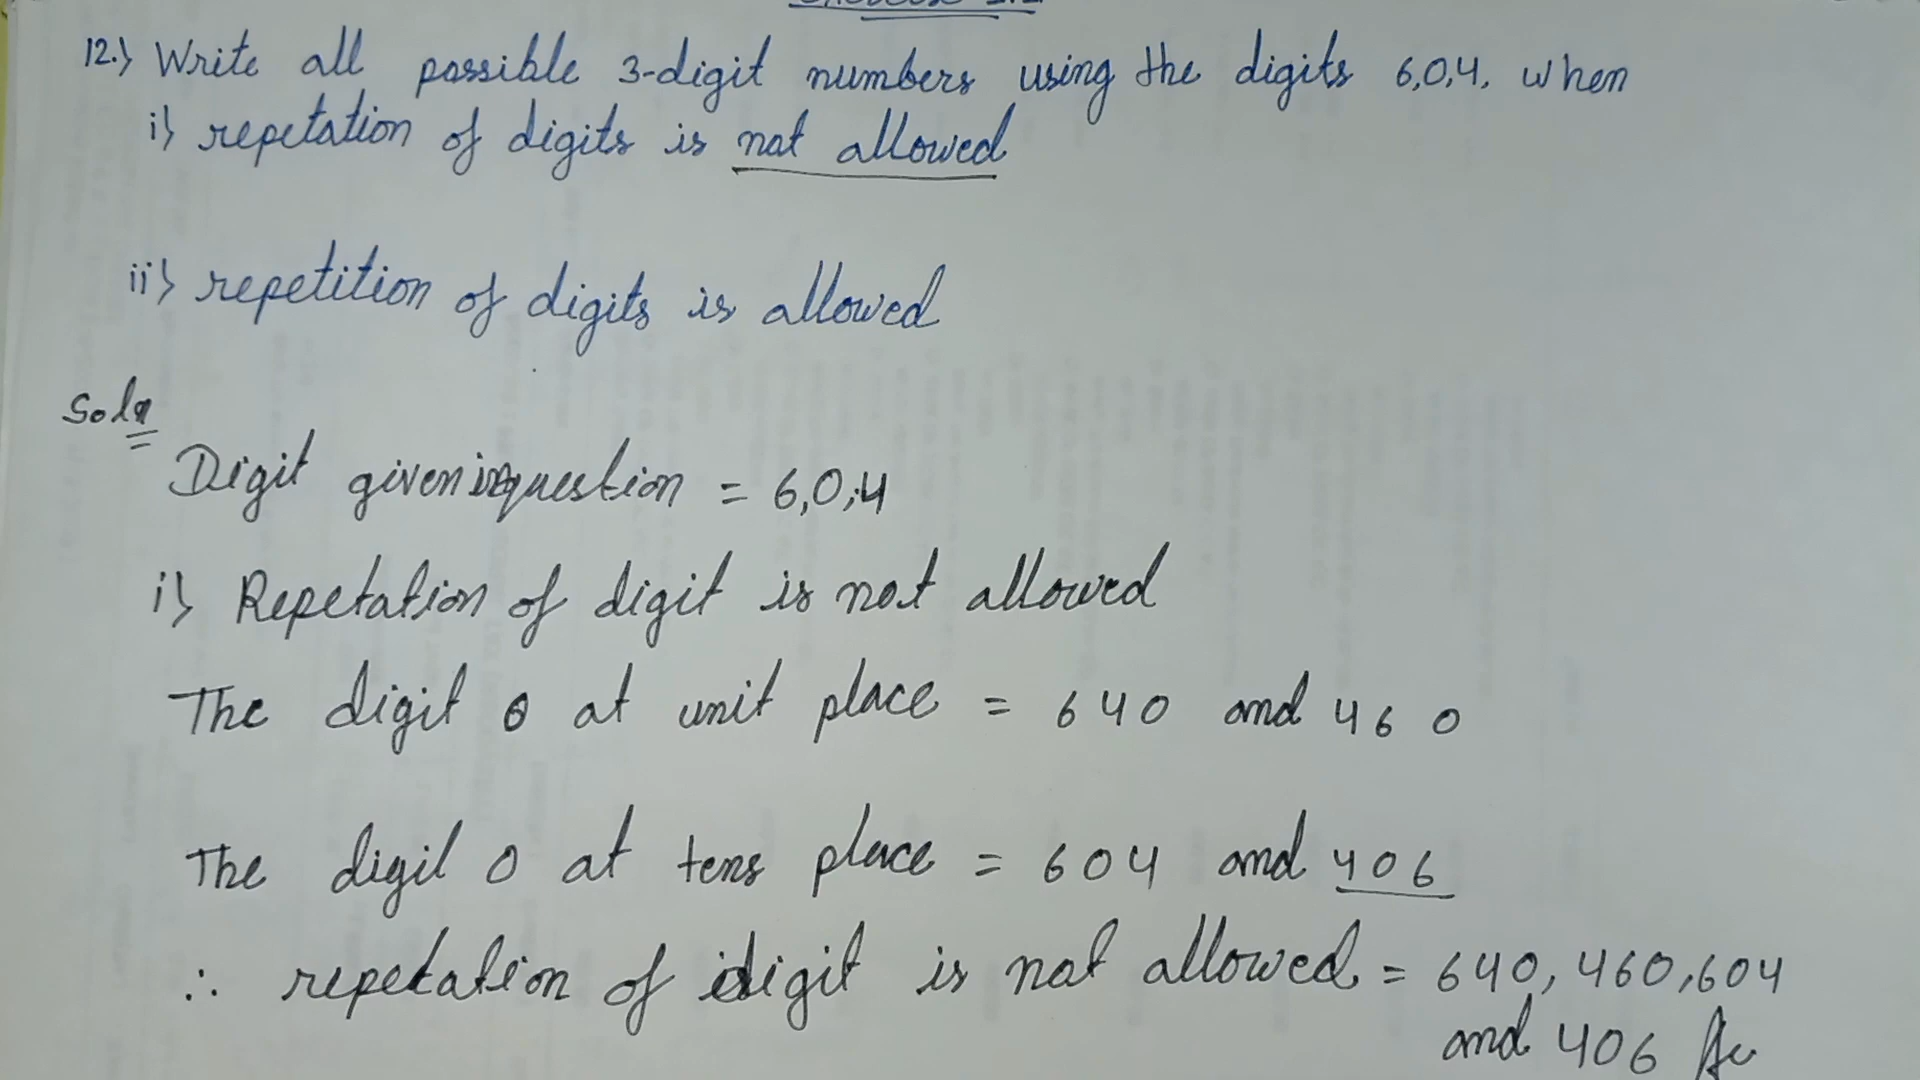 12.) Write all possible 3-digit numbers using the digits 6,0,4. when
i) repetation of digits is not allowed
ii) repetition of digits is allowed
Soln
Digit given in question = 6,0,4
i) Repetation of digit is not allowed
The digit 0 at unit place = 640 and 460
The digit 0 at tens place = 604 and 406
∴ repetation of digit is not allowed = 640, 460, 604
and 406